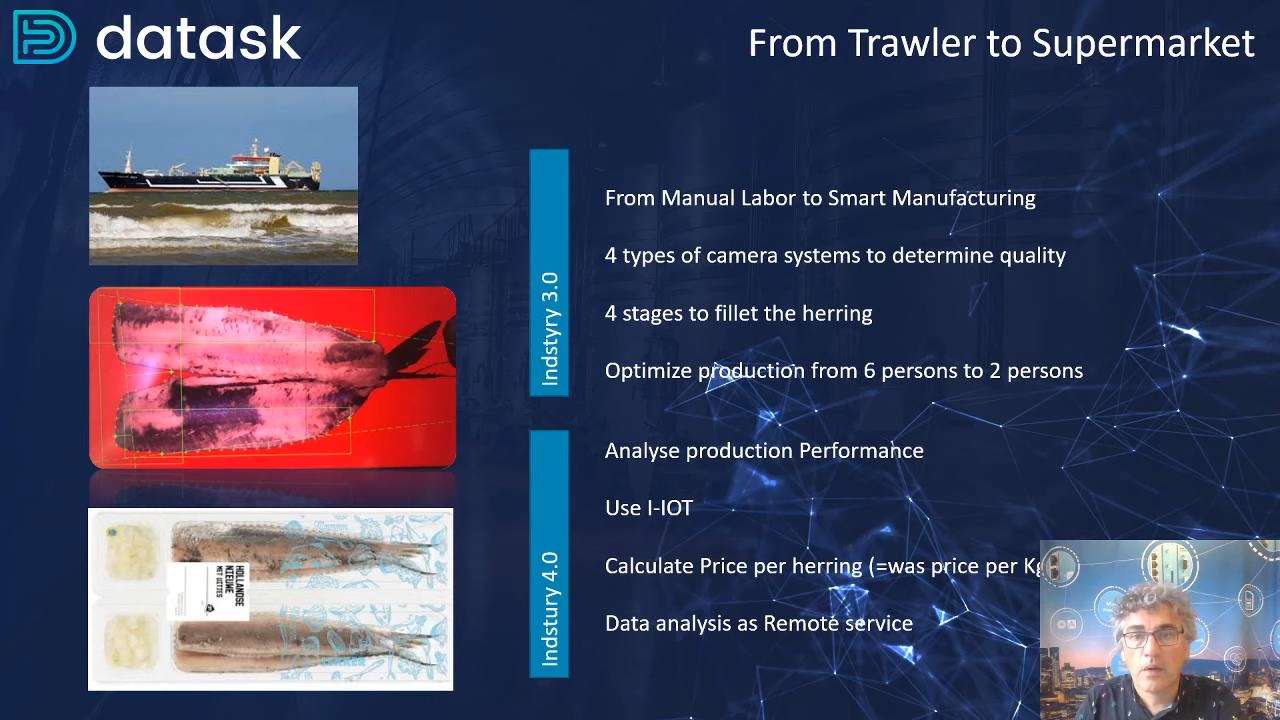 datask
From Trawler to Supermarket
Indstyry 3.0
From Manual Labor to Smart Manufacturing
4 types of camera systems to determine quality
4 stages to fillet the herring
Optimize production from 6 persons to 2 persons
Indstury 4.0
Analyse production Performance
Use I-IOT
Calculate Price per herring (=was price per Kg
Data analysis as Remote service
HOLLANDSE
NIEUWE
MET UITJES